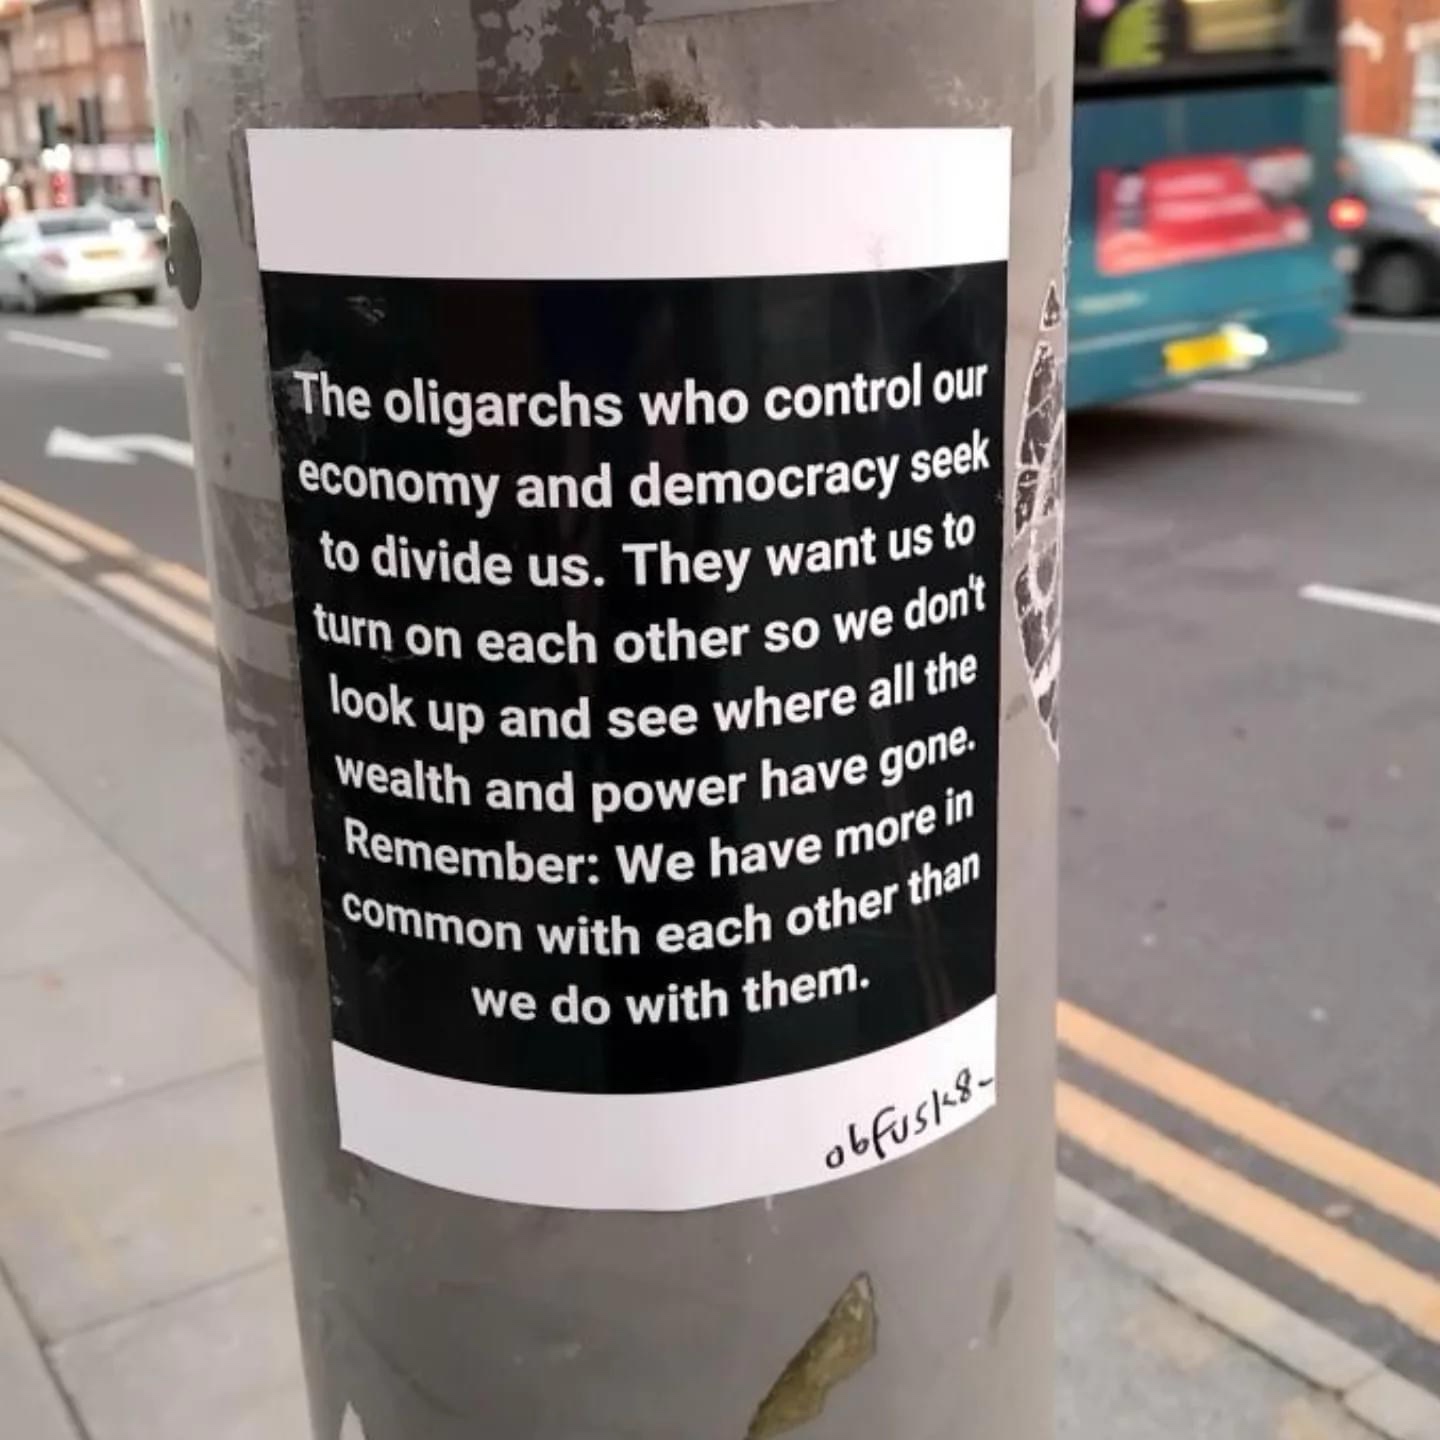 The oligarchs who control our
economy and democracy seek
to divide us. They want us to
turn on each other so we don't
look up and see where all the
wealth and power have gone.
Remember: We have more in
common with each other than
we do with them.
obfusk8-